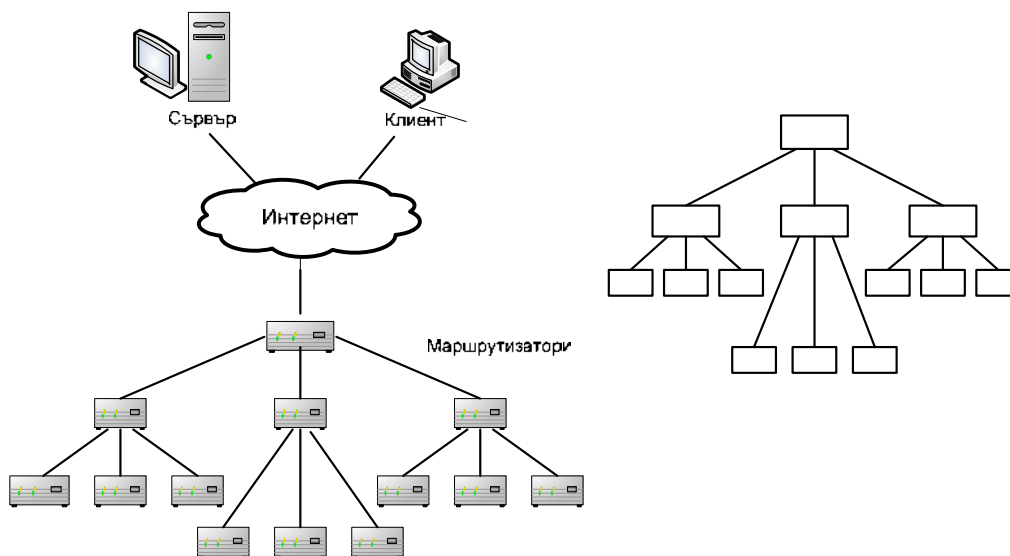 Сървър
Клиент
Интернет
Маршрутизатори